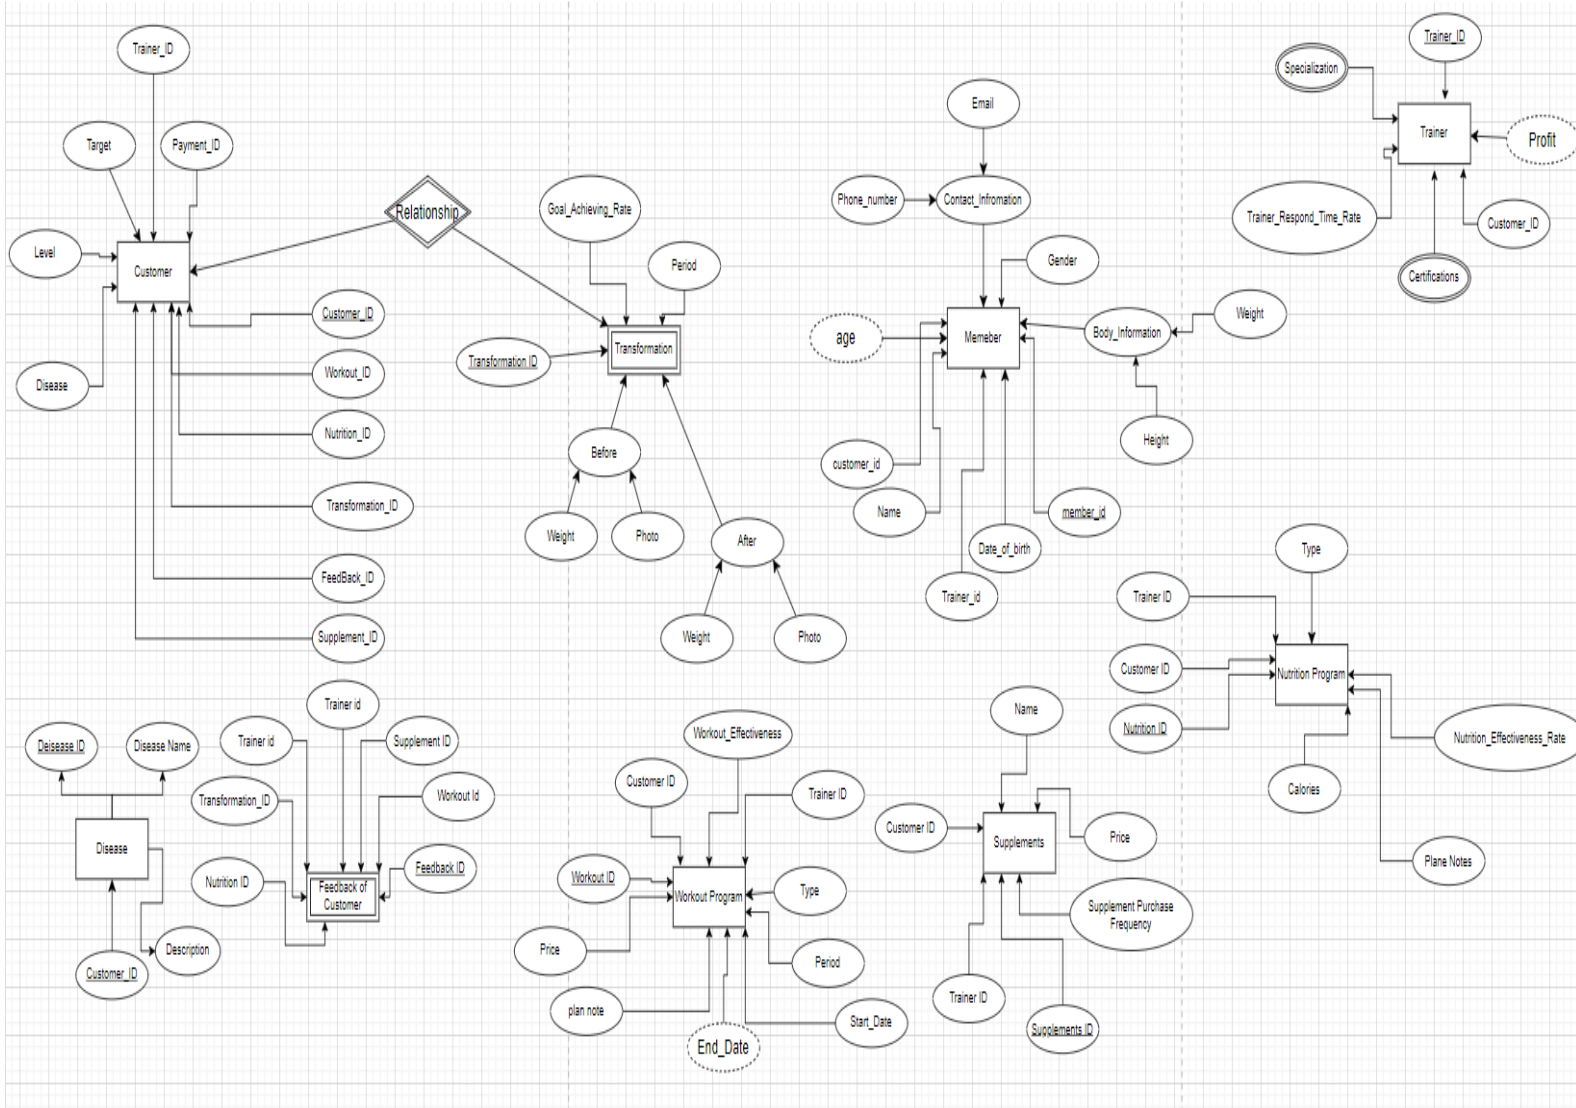 Trainer_ID
Target
Payment_ID
Level
Customer
Disease
Customer_ID
Workout_ID
Nutrition_ID
Transformation_ID
FeedBack_ID
Supplement_ID
Relationship
Goal_Achieving_Rate
Period
Transformation ID
Transformation
Before
Weight
Photo
After
Weight
Photo
Email
Phone_number
Contact_Infromation
Gender
age
Memeber
Body_Information
Weight
Height
customer_id
Name
Trainer_id
Date_of_birth
member_id
Trainer_ID
Specialization
Trainer
Profit
Trainer_Respond_Time_Rate
Customer_ID
Certifications
Type
Trainer ID
Customer ID
Nutrition Program
Nutrition ID
Nutrition_Effectiveness_Rate
Calories
Plane Notes
Deisease ID
Disease Name
Disease
Customer_ID
Description
Trainer id
Trainer id
Supplement ID
Transformation_ID
Workout Id
Nutrition ID
Feedback ID
Feedback of
Customer
Workout_Effectiveness
Customer ID
Trainer ID
Workout ID
Workout Program
Type
Price
Period
plan note
End_Date
Start_Date
Name
Customer ID
Supplements
Price
Supplement Purchase
Frequency
Trainer ID
Supplements ID